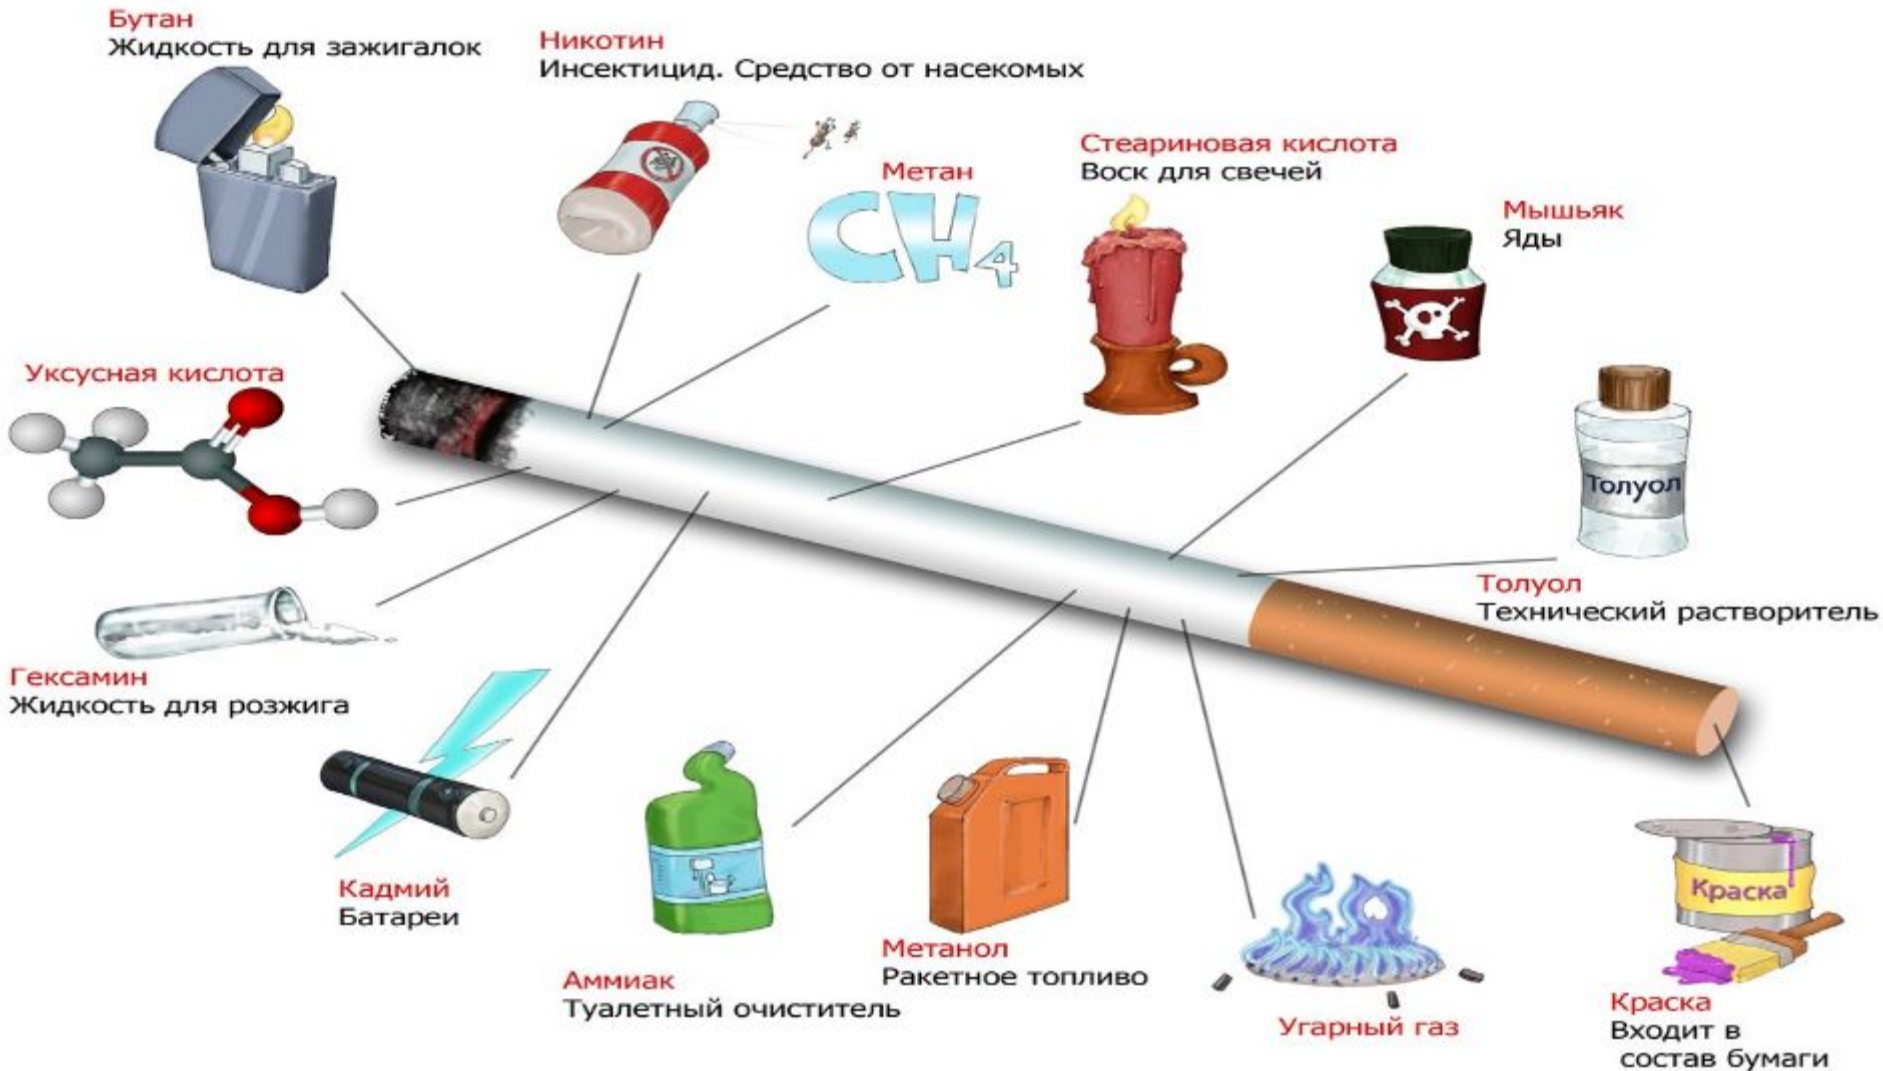 Бутан
Жидкость для зажигалок
Никотин
Инсектицид. Средство от насекомых
Метан
CH4
Стеариновая кислота
Воск для свечей
Мышьяк
Яды
Уксусная кислота
Толуол
Толуол
Технический растворитель
Гексамин
Жидкость для розжига
Кадмий
Батареи
Аммиак
Туалетный очиститель
Метанол
Ракетное топливо
Угарный газ
Краска
Краска
Входит в
состав бумаги